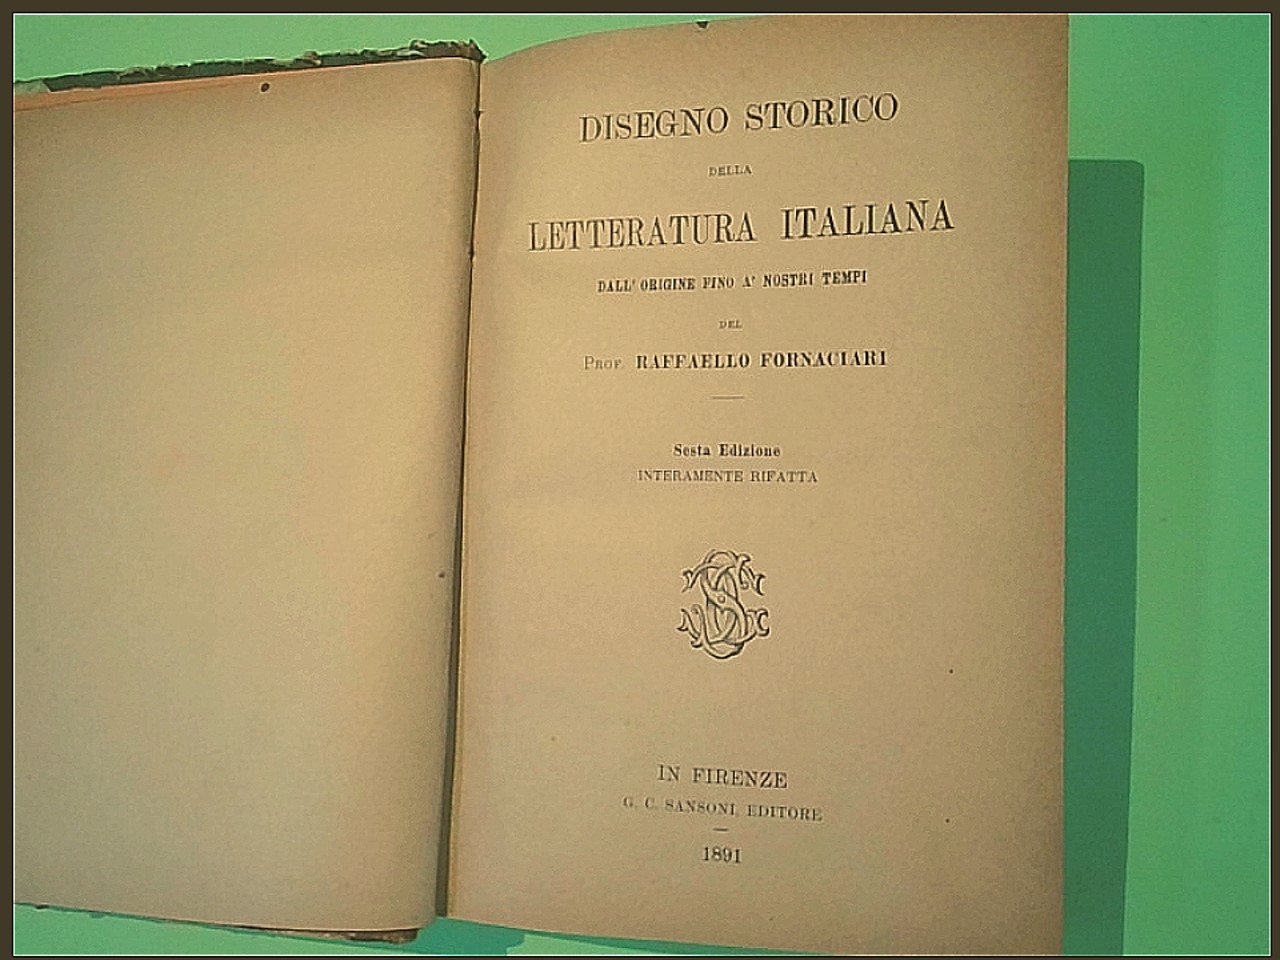 DISEGNO STORICO
DELLA
LETTERATURA ITALIANA
DALL' ORIGINE FINO A' NOSTRI TEMPI
DEL
PROF. RAFFAELLO FORNACIARI
Sesta Edizione
INTERAMENTE RIFATTA
IN FIRENZE
G. C. SANSONI, EDITORE
1891